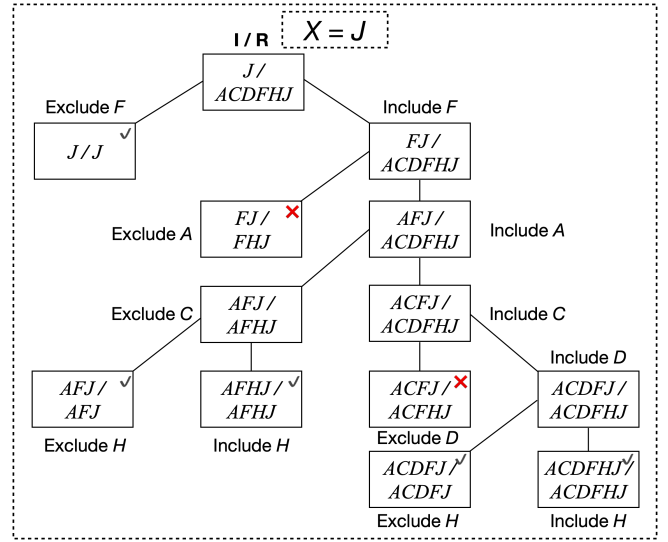 X = J
I / R
J /
ACDFHJ
Exclude F
Include F
J / J
FJ /
ACDFHJ
Exclude A
FJ /
FHJ
AFJ /
ACDFHJ
Include A
Exclude C
AFJ /
AFHJ
ACFJ /
ACDFHJ
Include C
Include D
AFJ /
AFJ
AFHJ /
AFHJ
ACFJ /
ACFHJ
ACDFJ /
ACDFHJ
Exclude H
Include H
Exclude D
ACDFJ /
ACDFJ
ACDFHJ /
ACDFHJ
Exclude H
Include H